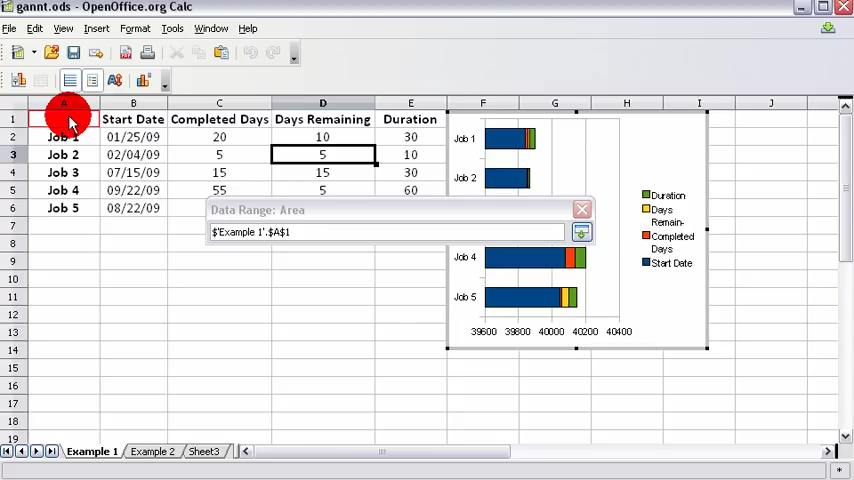 gannt.ods - OpenOffice.org Calc
File Edit View Insert Format Tools Window Help
A B C D E F G H I J
1 Start Date Completed Days Days Remaining Duration
2 Job 1 01/25/09 20 10 30
3 Job 2 02/04/09 5 5 10
4 Job 3 07/15/09 15 15 30
5 Job 4 09/22/09 55 5 60
6 Job 5 08/22/09
7
8
9
10
11
12
13
14
15
16
17
18
19
Data Range: Area
$'Example 1'.$A$1
Job 1
Job 2
Job 4
Job 5
39600 39800 40000 40200 40400
Duration
Days
Remain-
Completed
Days
Start Date
Example 1 Example 2 Sheet3
*